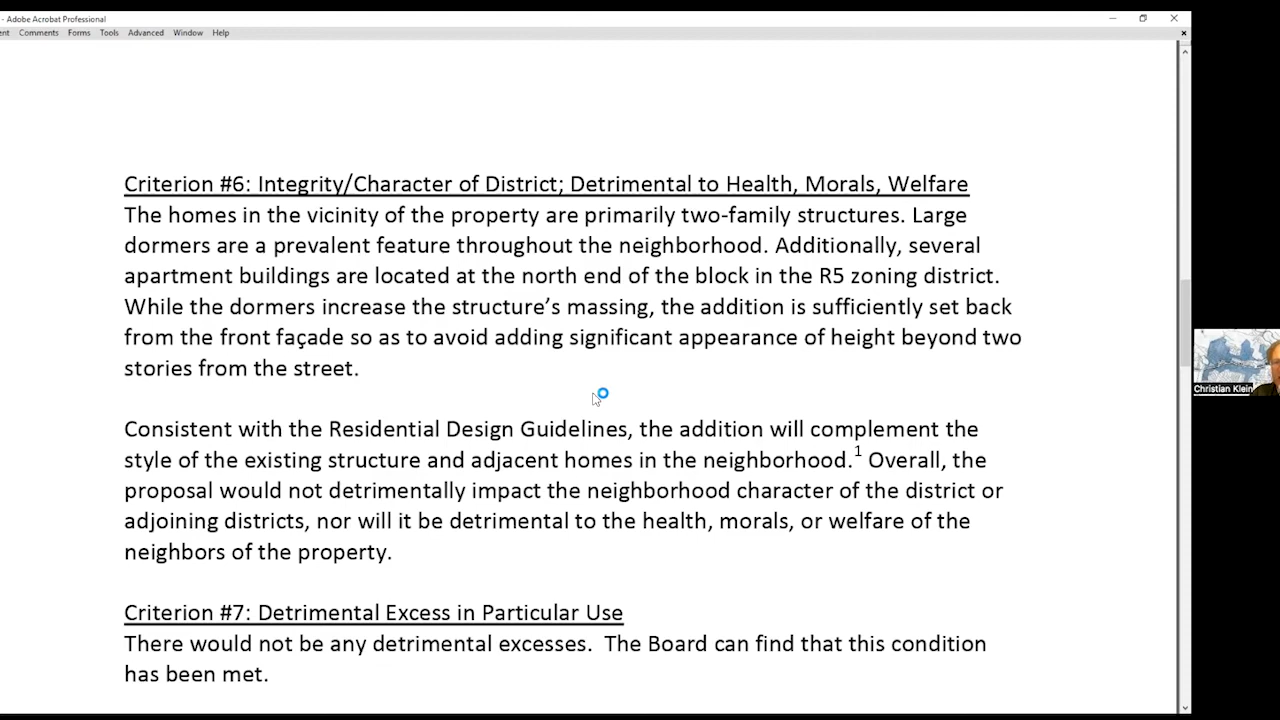 - Adobe Acrobat Professional
ent Comments Forms Tools Advanced Window Help
Criterion #6: Integrity/Character of District; Detrimental to Health, Morals, Welfare
The homes in the vicinity of the property are primarily two-family structures. Large
dormers are a prevalent feature throughout the neighborhood. Additionally, several
apartment buildings are located at the north end of the block in the R5 zoning district.
While the dormers increase the structure’s massing, the addition is sufficiently set back
from the front façade so as to avoid adding significant appearance of height beyond two
stories from the street.
Consistent with the Residential Design Guidelines, the addition will complement the
style of the existing structure and adjacent homes in the neighborhood.1 Overall, the
proposal would not detrimentally impact the neighborhood character of the district or
adjoining districts, nor will it be detrimental to the health, morals, or welfare of the
neighbors of the property.
Criterion #7: Detrimental Excess in Particular Use
There would not be any detrimental excesses.  The Board can find that this condition
has been met.
Christian Klein